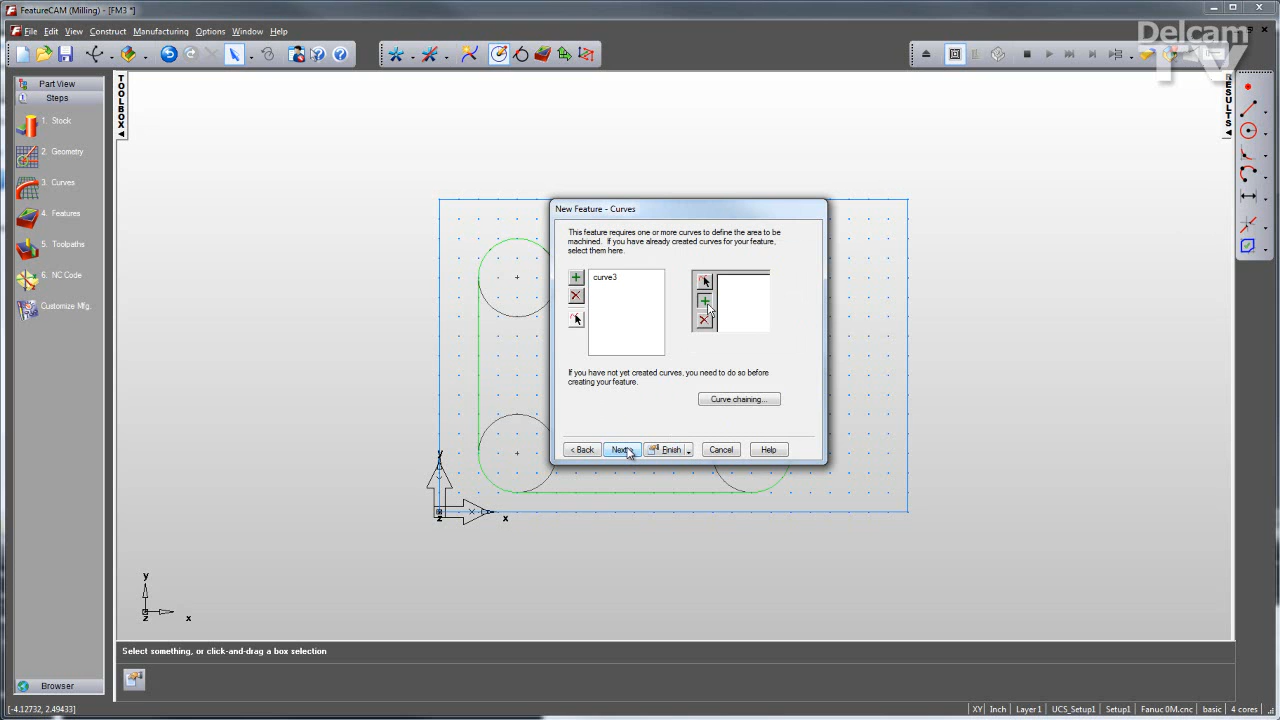 FeatureCAM (Milling) - [FM3 *]
File Edit View Construct Manufacturing Options Window Help
Delcam
TV
Part View
Steps
1. Stock
2. Geometry
3. Curves
4. Features
5. Toolpaths
6. NC Code
Customize Mfg.
Browser
TOOLBOX
RESULTS
New Feature - Curves
This feature requires one or more curves to define the area to be
machined. If you have already created curves for your feature,
select them here.
curve3
If you have not yet created curves, you need to do so before
creating your feature.
Curve chaining...
< Back Next > Finish Cancel Help
y
x
z
x
y
z
x
Select something, or click-and-drag a box selection
[-4.12732, 2.49433]
XY Inch Layer1 UCS_Setup1 Setup1 Fanuc 0M.cnc basic 4 cores